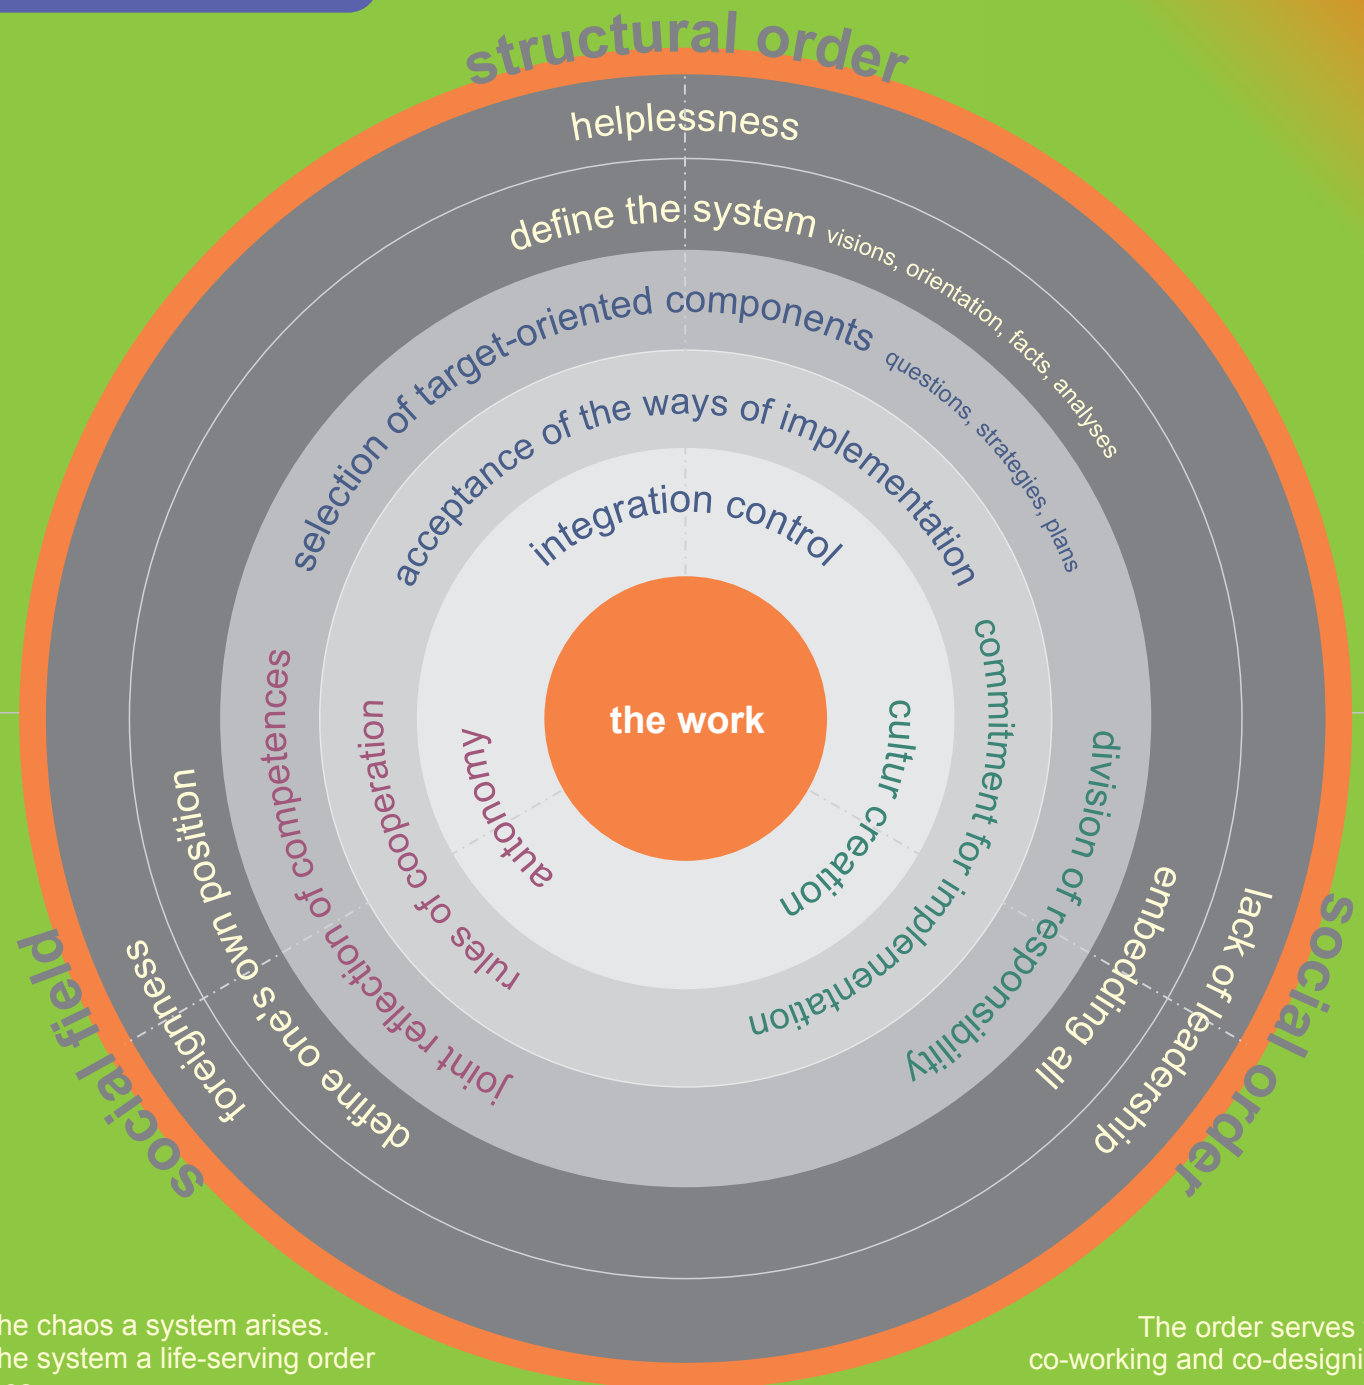 structural order
helplessness
define the system visions, orientation, facts, analyses
selection of target-oriented components questions, strategies, plans
acceptance of the ways of implementation
integration control
the work
cultur creation
commitment for implementation
division of responsibility
embedding all
lack of leadership
social order
autonomy
rules of cooperation
joint reflection of competences
define one's own position
foreigness
social field
he chaos a system arises.
he system a life-serving order
The order serves
co-working and co-designi